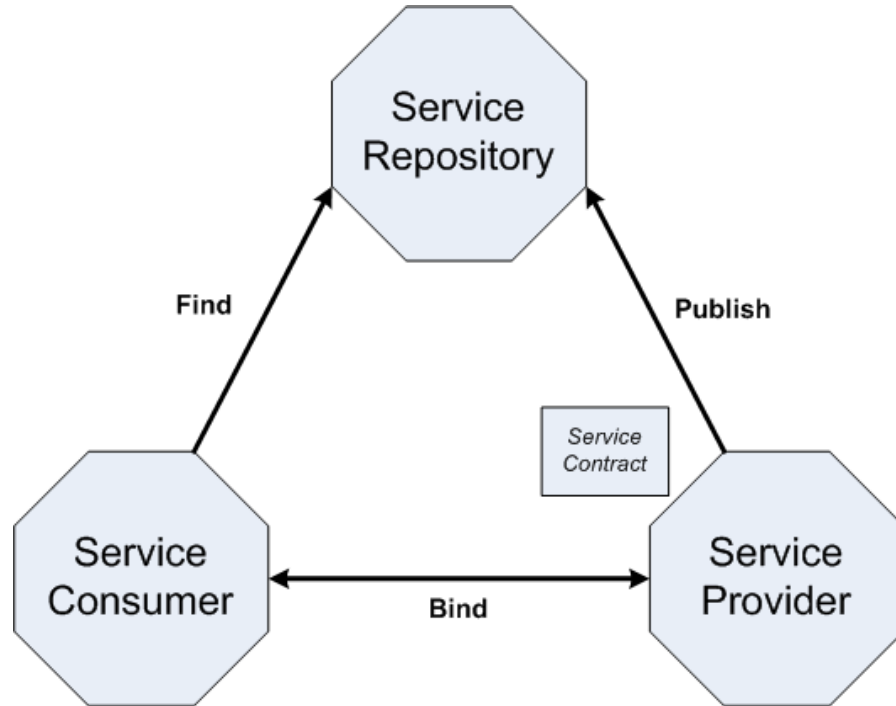 Service
Repository
Find
Publish
Service
Contract
Service
Consumer
Bind
Service
Provider